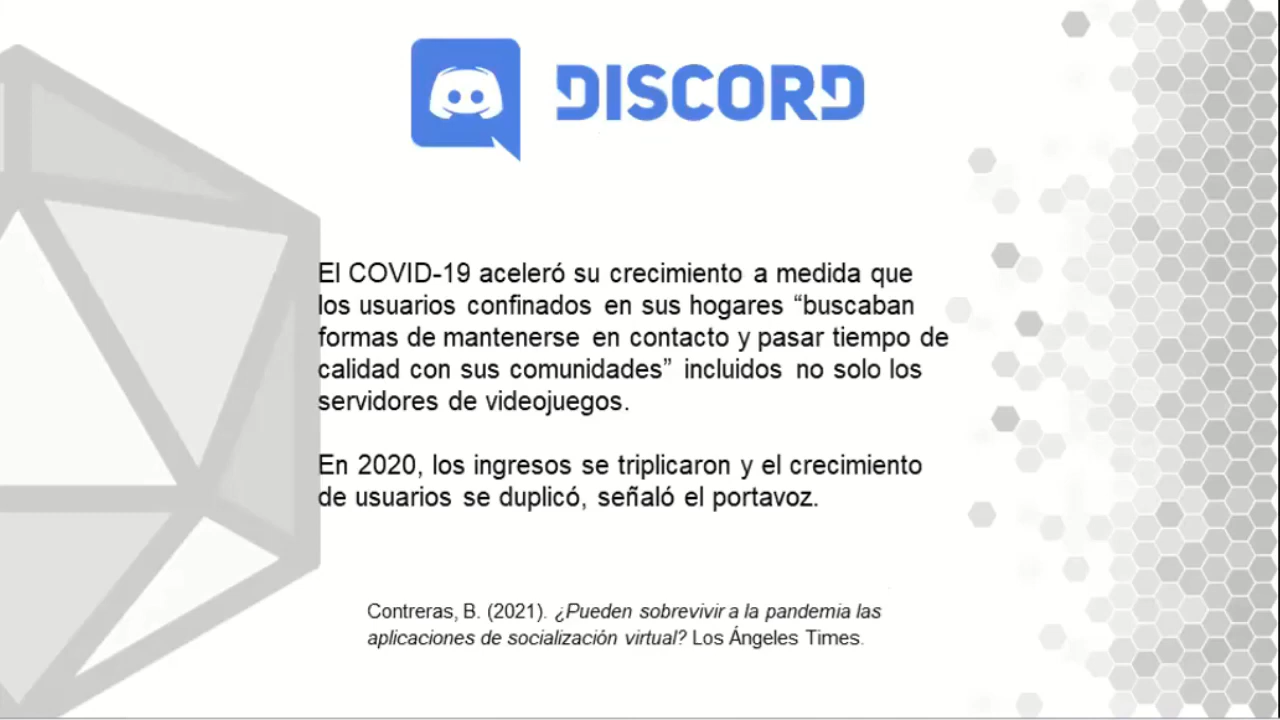 DISCORD
El COVID-19 aceleró su crecimiento a medida que
los usuarios confinados en sus hogares “buscaban
formas de mantenerse en contacto y pasar tiempo de
calidad con sus comunidades” incluidos no solo los
servidores de videojuegos.
En 2020, los ingresos se triplicaron y el crecimiento
de usuarios se duplicó, señaló el portavoz.
Contreras, B. (2021). ¿Pueden sobrevivir a la pandemia las
aplicaciones de socialización virtual? Los Ángeles Times.